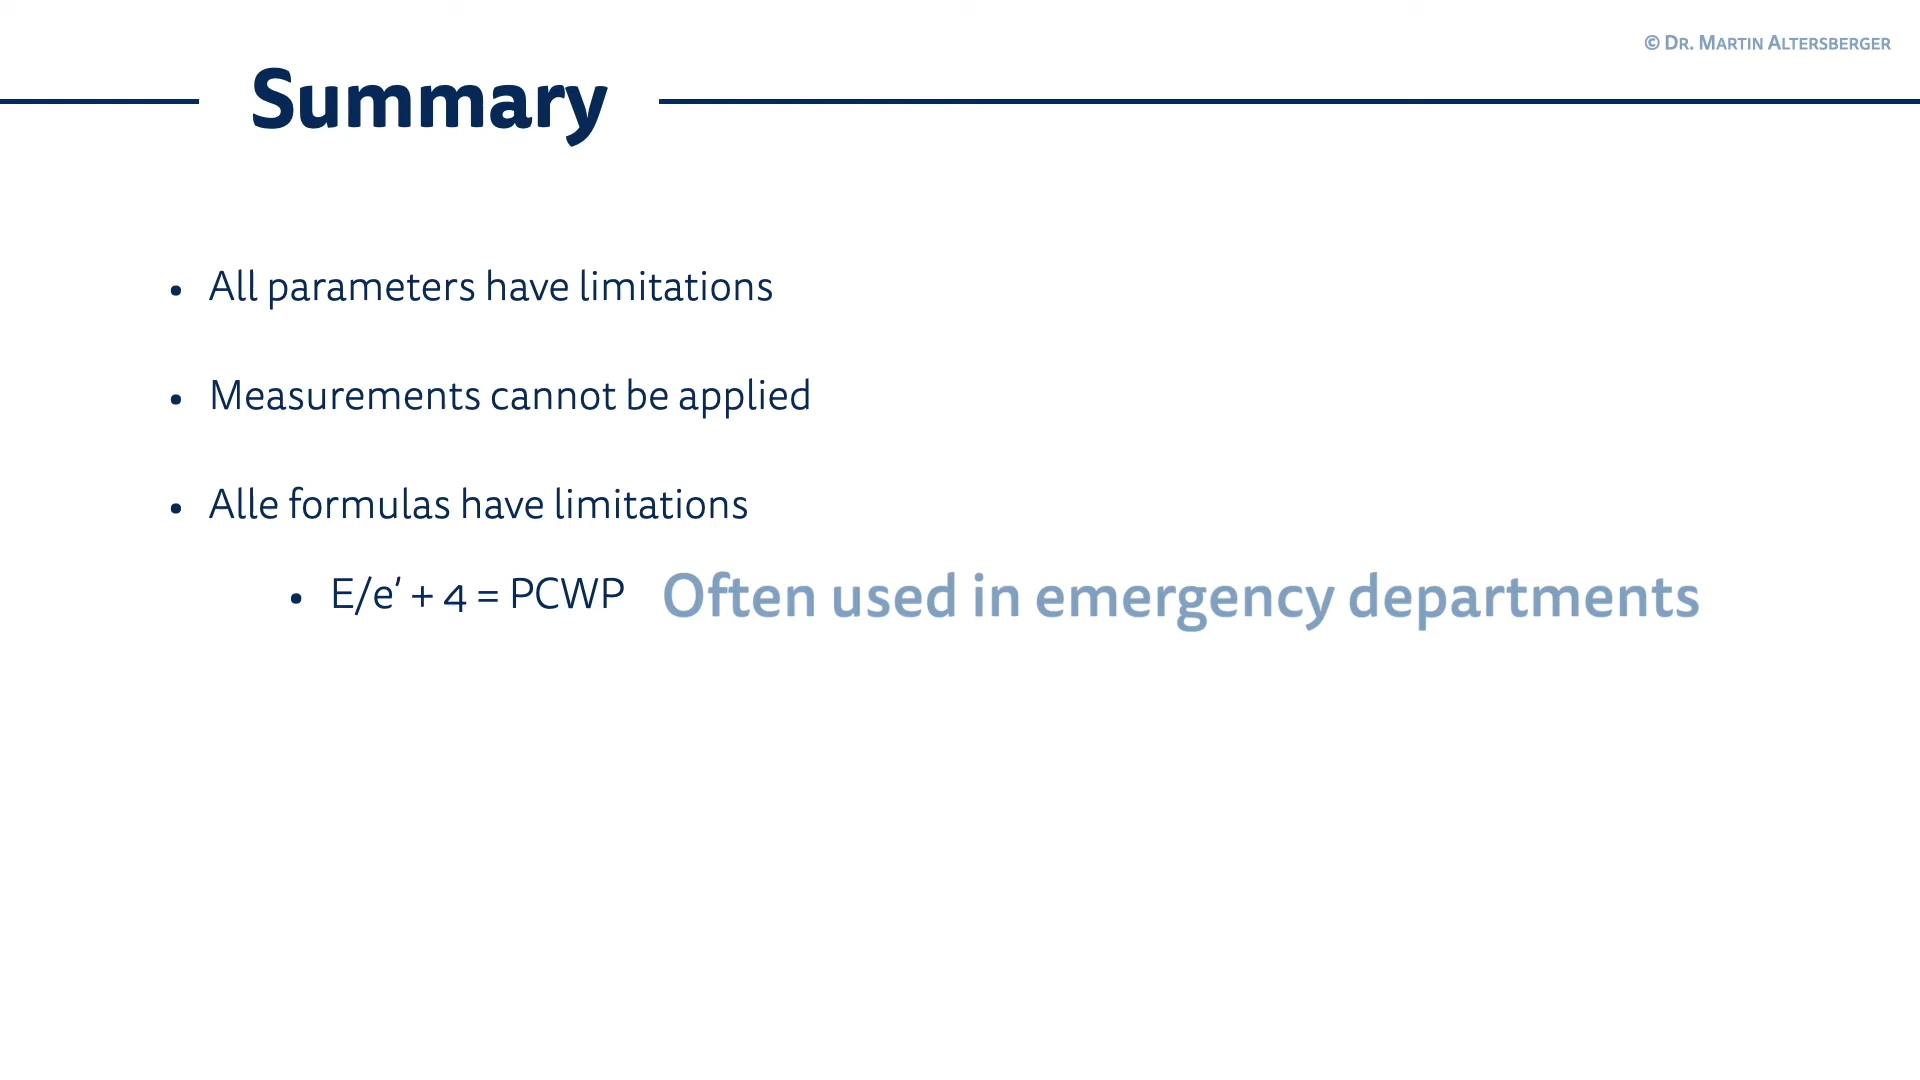 © Dr. Martin Altersberger
Summary
• All parameters have limitations
• Measurements cannot be applied
• Alle formulas have limitations
• E/e’ + 4 = PCWP Often used in emergency departments